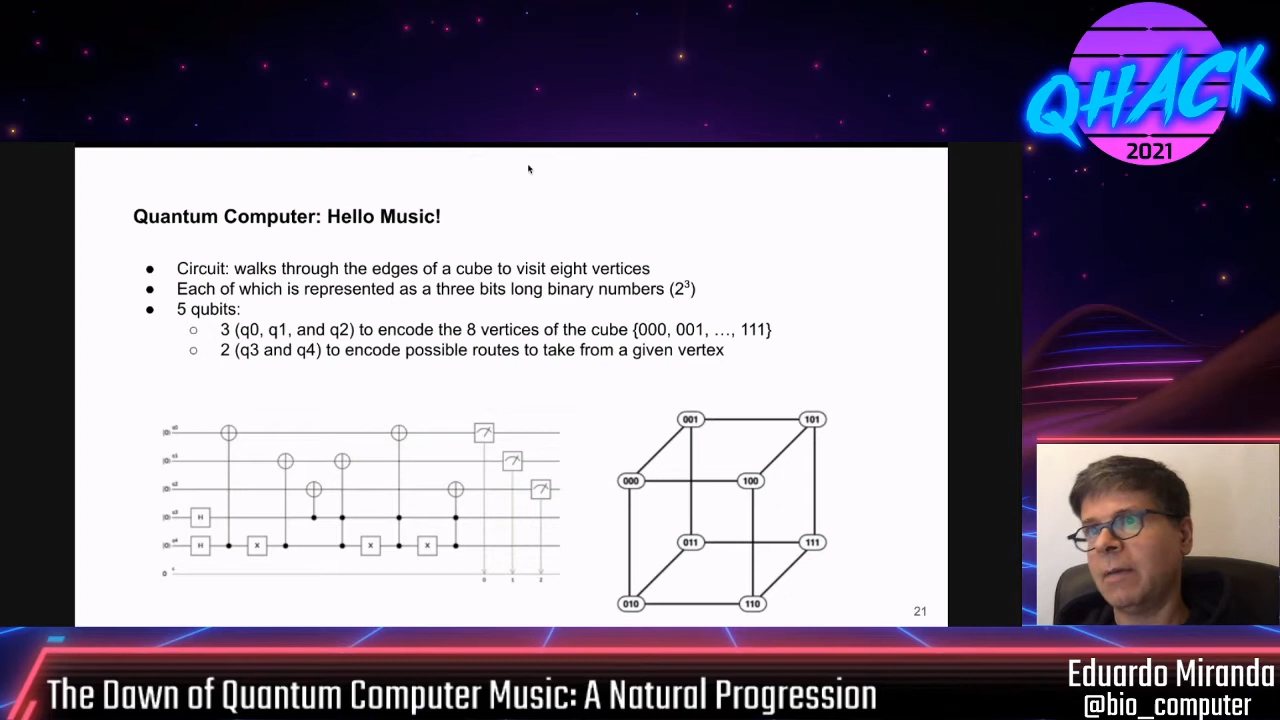 QHACK
2021
Quantum Computer: Hello Music!
● Circuit: walks through the edges of a cube to visit eight vertices
● Each of which is represented as a three bits long binary numbers (2³)
● 5 qubits:
○ 3 (q0, q1, and q2) to encode the 8 vertices of the cube {000, 001, …, 111}
○ 2 (q3 and q4) to encode possible routes to take from a given vertex
H
H X X X
0
0 1 2
001 101
000 100
011 111
010 110
21
Eduardo Miranda
@bio_computer
The Dawn of Quantum Computer Music: A Natural Progression